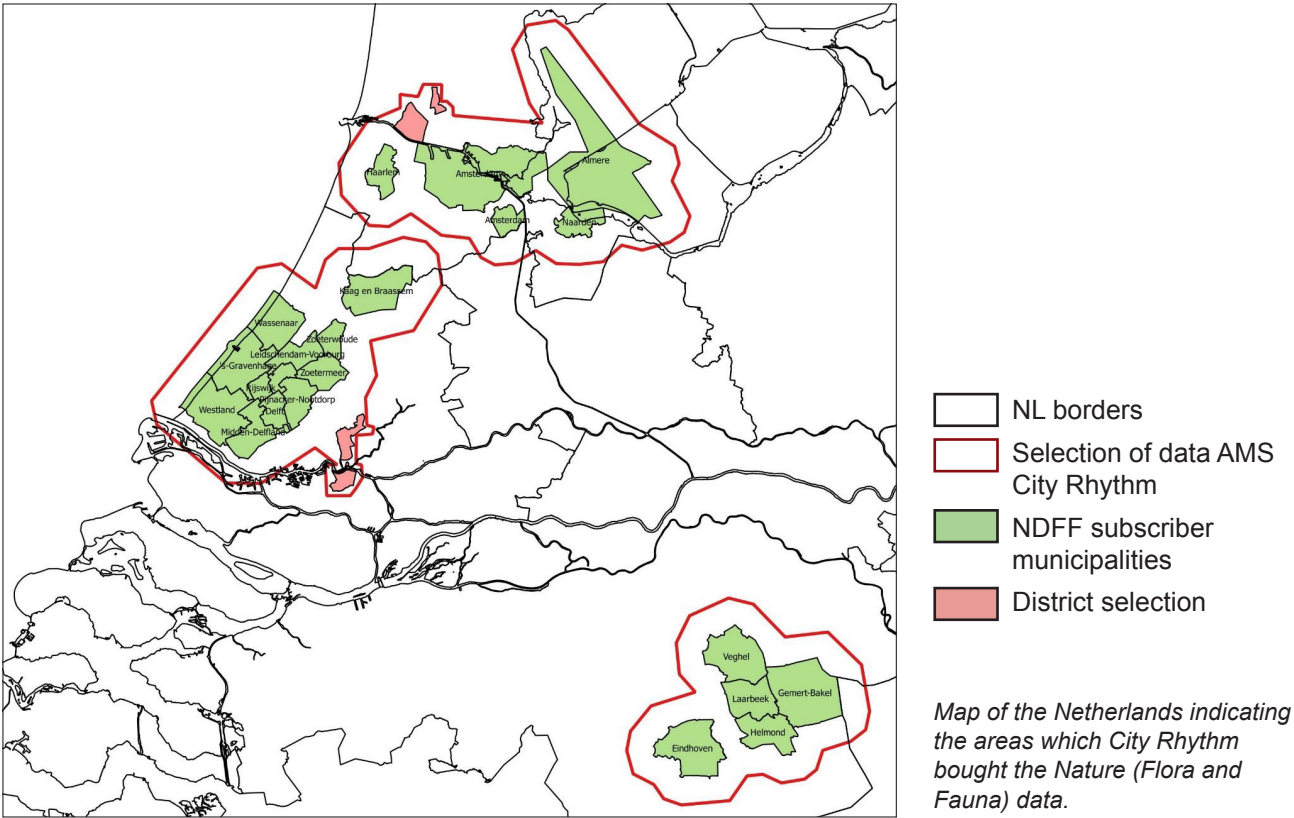 Haarlem
Amsterdam
Almere
Amsterdam
Naarden
Kaag en Braassem
Wassenaar
Zoeterwoude
Leidschendam-Voorburg
's-Gravenhage
Zoetermeer
Rijswijk
Pijnacker-Nootdorp
Westland
Delft
Midden-Delfland
Veghel
Gemert-Bakel
Laarbeek
Helmond
Eindhoven
NL borders
Selection of data AMS
City Rhythm
NDFF subscriber
municipalities
District selection
Map of the Netherlands indicating
the areas which City Rhythm
bought the Nature (Flora and
Fauna) data.